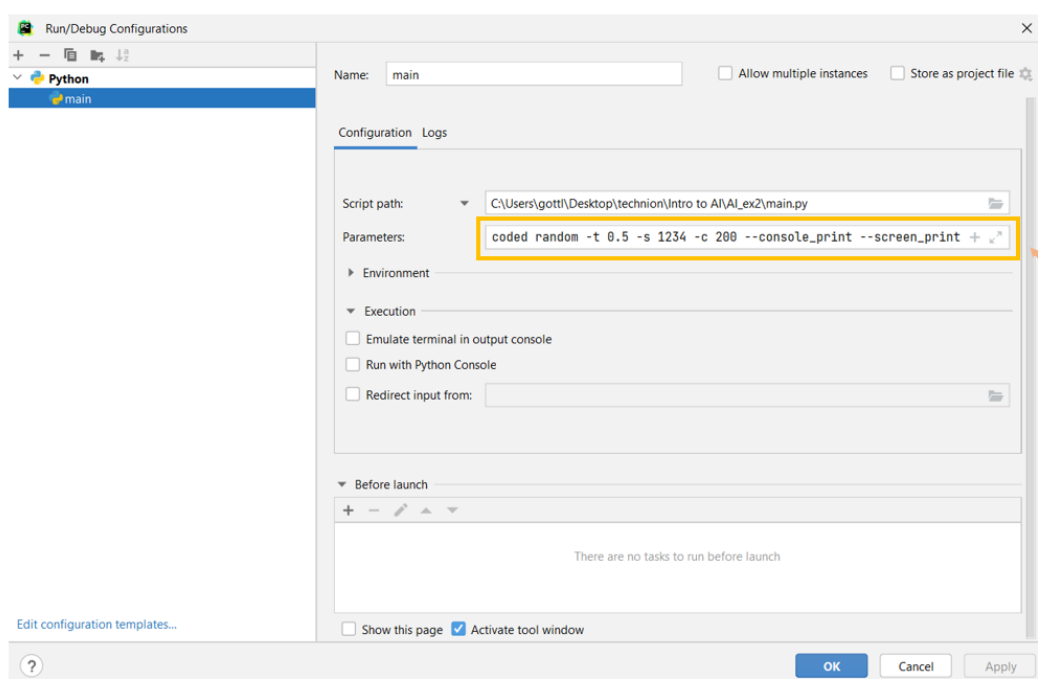 Run/Debug Configurations
Python
main
Edit configuration templates...
Name: main
Allow multiple instances
Store as project file
Configuration Logs
Script path: C:\Users\gottl\Desktop\technion\Intro to AI\AI_ex2\main.py
Parameters: coded random -t 0.5 -s 1234 -c 200 --console_print --screen_print
Environment
Execution
Emulate terminal in output console
Run with Python Console
Redirect input from:
Before launch
There are no tasks to run before launch
Show this page Activate tool window
? OK Cancel Apply